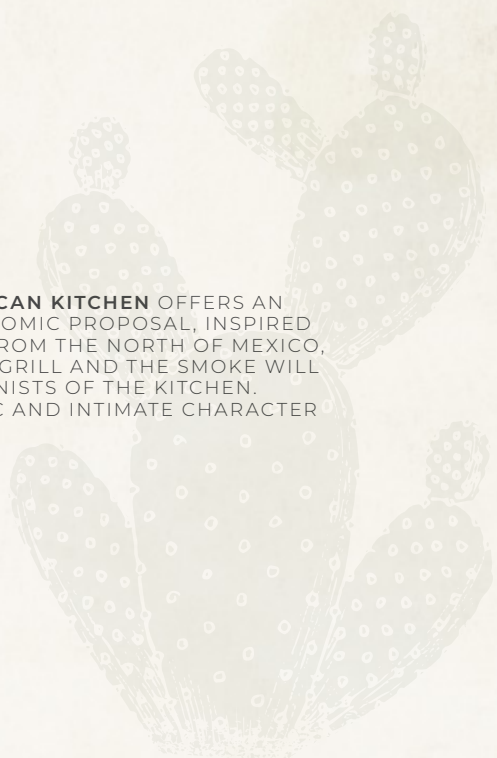 CAN KITCHEN OFFERS AN
OMIC PROPOSAL, INSPIRED
ROM THE NORTH OF MEXICO,
GRILL AND THE SMOKE WILL
NISTS OF THE KITCHEN.
C AND INTIMATE CHARACTER